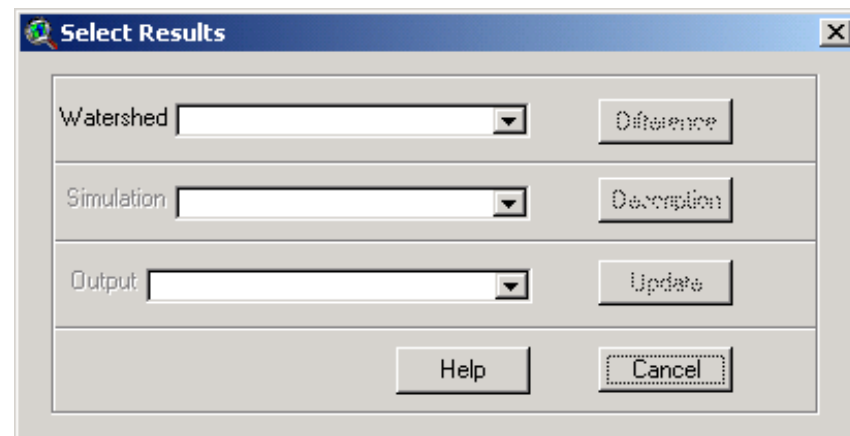 Select Results
Watershed Difference
Simulation Description
Output Update
Help Cancel